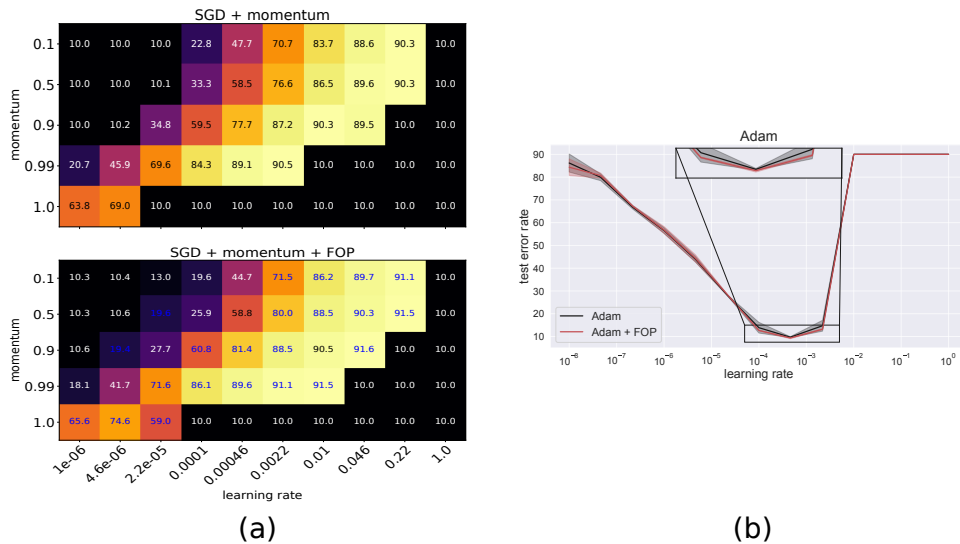 SGD + momentum
momentum
0.1 10.0 10.0 10.0 22.8 47.7 70.7 83.7 88.6 90.3 10.0
0.5 10.0 10.0 10.1 33.3 58.5 76.6 86.5 89.6 90.3 10.0
0.9 10.0 10.2 34.8 59.5 77.7 87.2 90.3 89.5 10.0 10.0
0.99 20.7 45.9 69.6 84.3 89.1 90.5 10.0 10.0 10.0 10.0
1.0 63.8 69.0 10.0 10.0 10.0 10.0 10.0 10.0 10.0 10.0
SGD + momentum + FOP
momentum
0.1 10.3 10.4 13.0 19.6 44.7 71.5 86.2 89.7 91.1 10.0
0.5 10.3 10.6 25.9 58.8 80.0 88.5 90.3 91.5 10.0
0.9 10.6 27.7 60.8 81.4 88.5 90.5 91.6 10.0 10.0
0.99 18.1 41.7 71.6 86.1 89.6 91.1 91.5 10.0 10.0 10.0
1.0 65.6 74.6 59.0 10.0 10.0 10.0 10.0 10.0 10.0 10.0
1e-06 4.6e-06 2.2e-05 0.0001 0.00046 0.0022 0.01 0.046 0.22 1.0
learning rate
(a)
Adam
test error rate
90
80
70
60
50
40
30
20
10
Adam
Adam + FOP
10⁻⁸ 10⁻⁷ 10⁻⁶ 10⁻⁵ 10⁻⁴ 10⁻³ 10⁻² 10⁻¹ 10⁰
learning rate
(b)